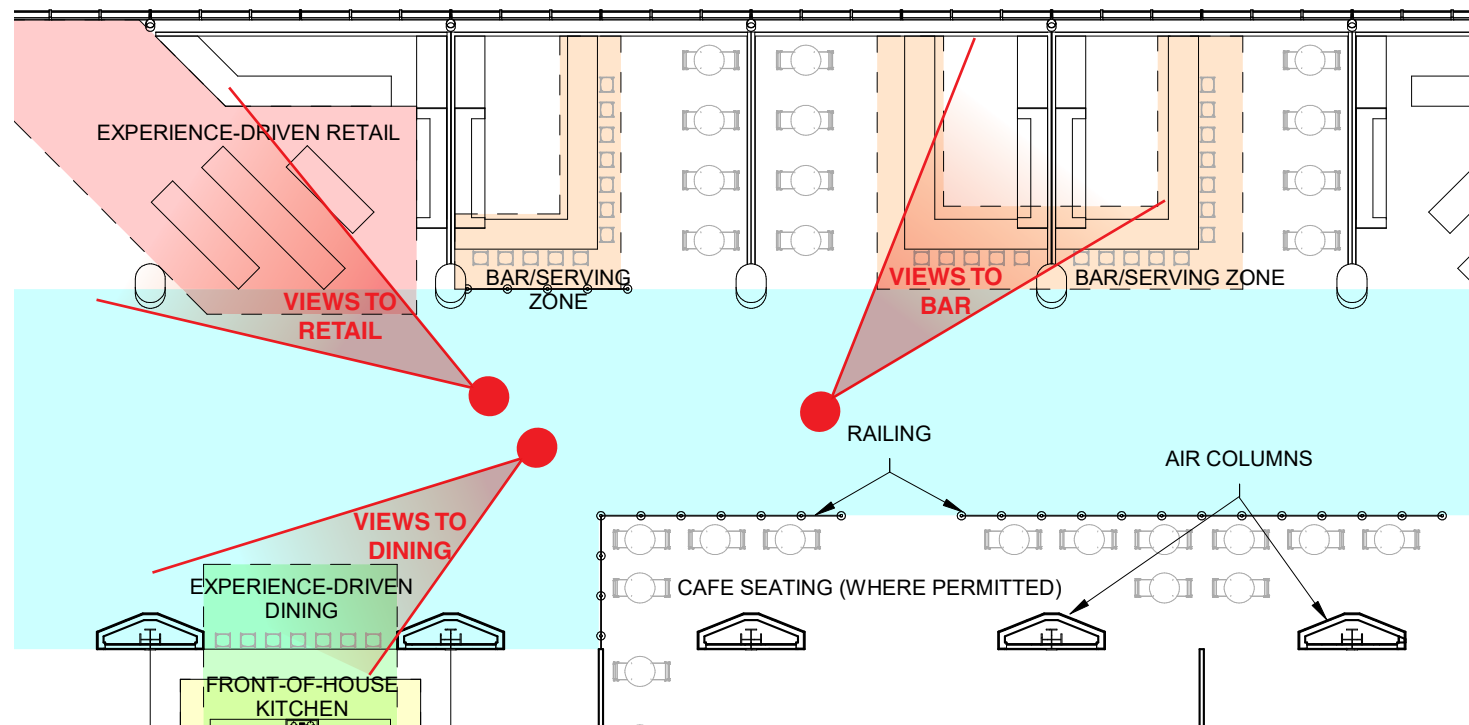 EXPERIENCE-DRIVEN RETAIL
BAR/SERVING
ZONE
BAR/SERVING ZONE
VIEWS TO
RETAIL
VIEWS TO
BAR
RAILING
AIR COLUMNS
VIEWS TO
DINING
EXPERIENCE-DRIVEN
DINING
CAFE SEATING (WHERE PERMITTED)
FRONT-OF-HOUSE
KITCHEN